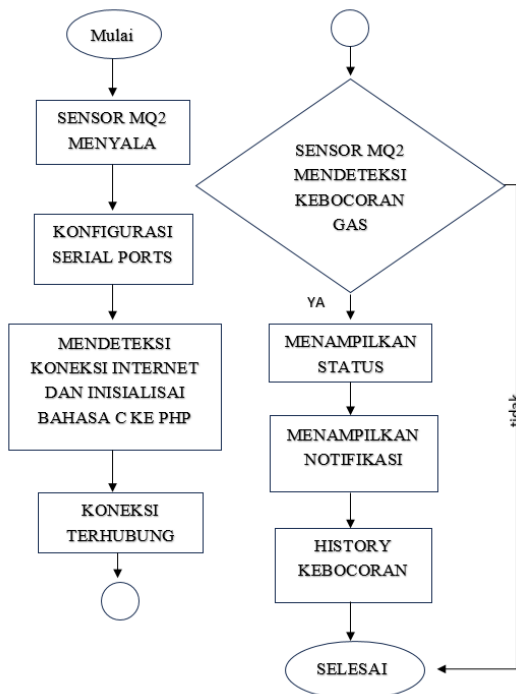 Mulai
SENSOR MQ2
MENYALA
KONFIGURASI
SERIAL PORTS
MENDETEKSI
KONEKSI INTERNET
DAN INISIALISAI
BAHASA C KE PHP
KONEKSI
TERHUBUNG
SENSOR MQ2
MENDETEKSI
KEBOCORAN
GAS
YA
tidak
MENAMPILKAN
STATUS
MENAMPILKAN
NOTIFIKASI
HISTORY
KEBOCORAN
SELESAI